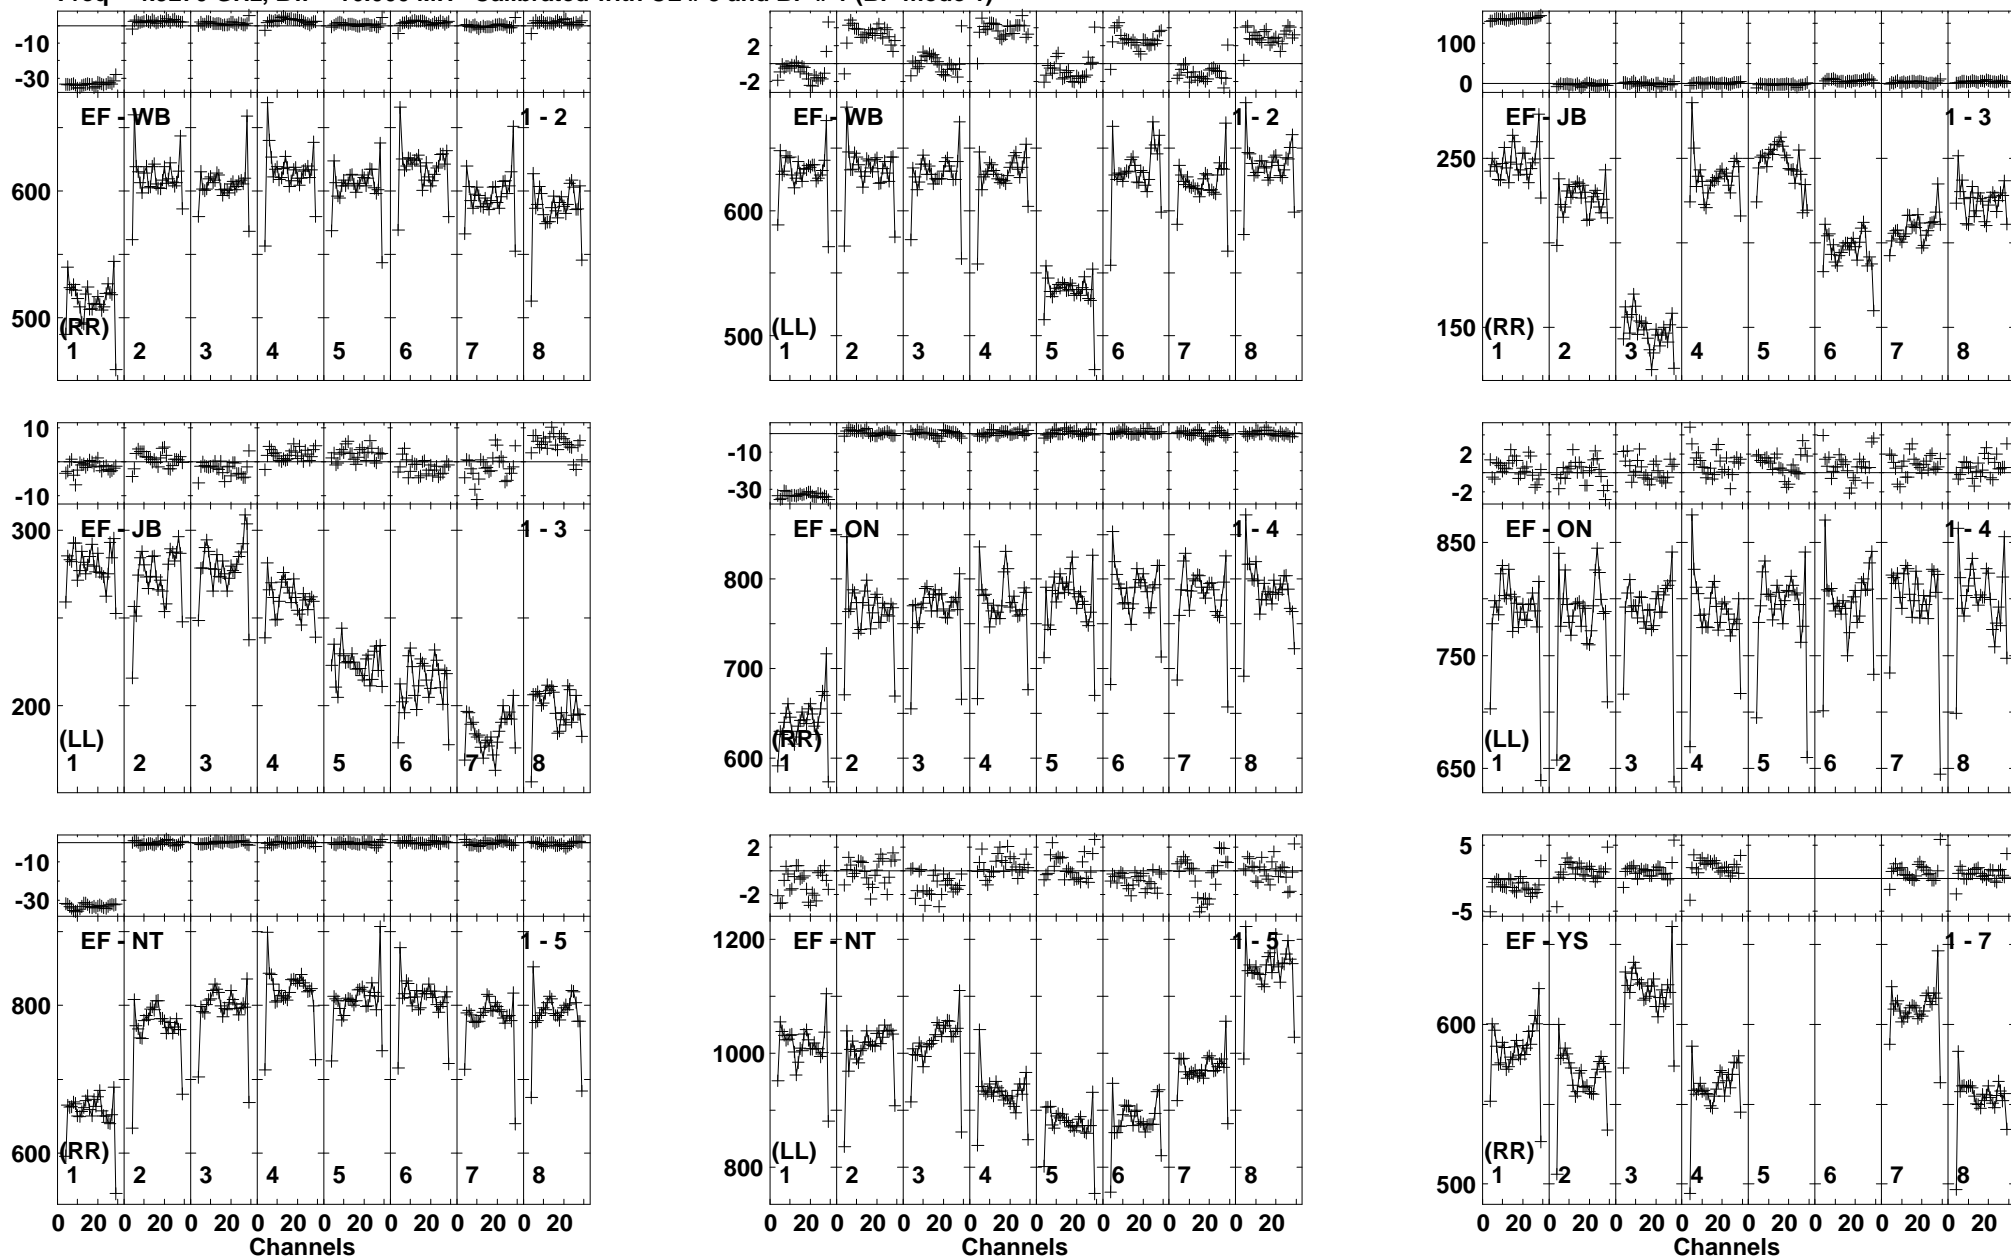 -10
-30
EF - WB 1 - 2
600
500
(RR)
1 2 3 4 5 6 7 8
2
-2
EF - WB 1 - 2
600
500
(LL)
1 2 3 4 5 6 7 8
100
0
EF - JB 1 - 3
250
150
(RR)
1 2 3 4 5 6 7 8
10
-10
EF - JB 1 - 3
300
200
(LL)
1 2 3 4 5 6 7 8
-10
-30
EF - ON 1 - 4
800
700
600
(RR)
1 2 3 4 5 6 7 8
2
-2
EF - ON 1 - 4
850
750
650
(LL)
1 2 3 4 5 6 7 8
-10
-30
EF - NT 1 - 5
800
600
(RR)
1 2 3 4 5 6 7 8
0 20 0 20 0 20 0 20 0 20 0 20 0 20 0 20
Channels
2
-2
EF - NT 1 - 5
1200
1000
800
(LL)
1 2 3 4 5 6 7 8
0 20 0 20 0 20 0 20 0 20 0 20 0 20 0 20
Channels
5
-5
EF - YS 1 - 7
600
500
(RR)
1 2 3 4 5 6 7 8
0 20 0 20 0 20 0 20 0 20 0 20 0 20 0 20
Channels